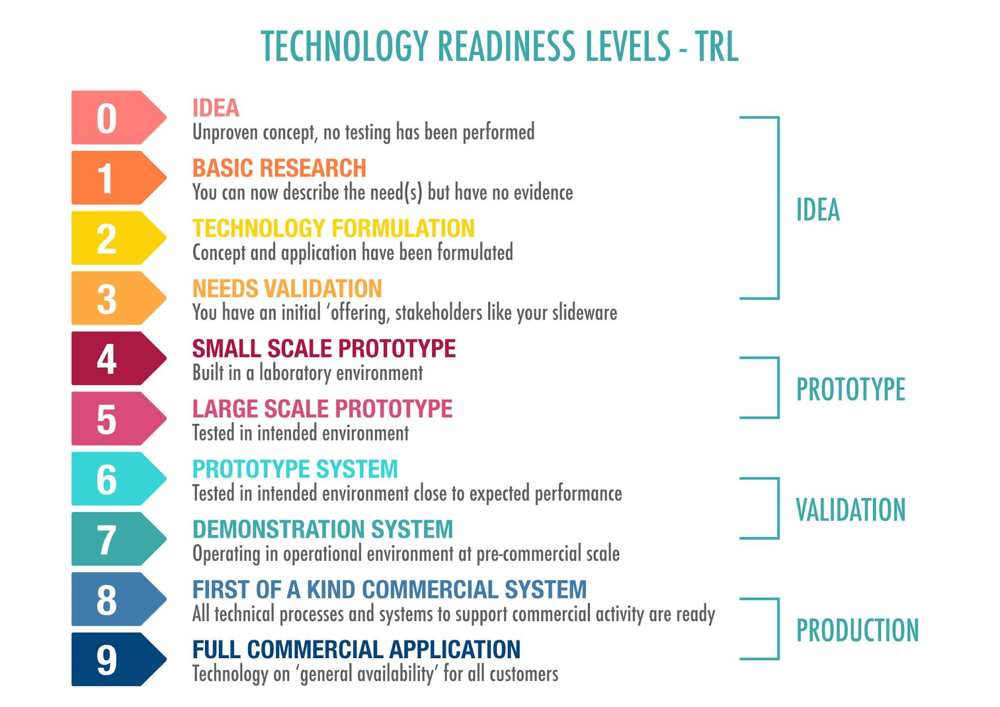 TECHNOLOGY READINESS LEVELS - TRL
0
IDEA
Unproven concept, no testing has been performed
1
BASIC RESEARCH
You can now describe the need(s) but have no evidence
2
TECHNOLOGY FORMULATION
Concept and application have been formulated
3
NEEDS VALIDATION
You have an initial ‘offering, stakeholders like your slideware
IDEA
4
SMALL SCALE PROTOTYPE
Built in a laboratory environment
5
LARGE SCALE PROTOTYPE
Tested in intended environment
PROTOTYPE
6
PROTOTYPE SYSTEM
Tested in intended environment close to expected performance
7
DEMONSTRATION SYSTEM
Operating in operational environment at pre-commercial scale
VALIDATION
8
FIRST OF A KIND COMMERCIAL SYSTEM
All technical processes and systems to support commercial activity are ready
9
FULL COMMERCIAL APPLICATION
Technology on ‘general availability’ for all customers
PRODUCTION